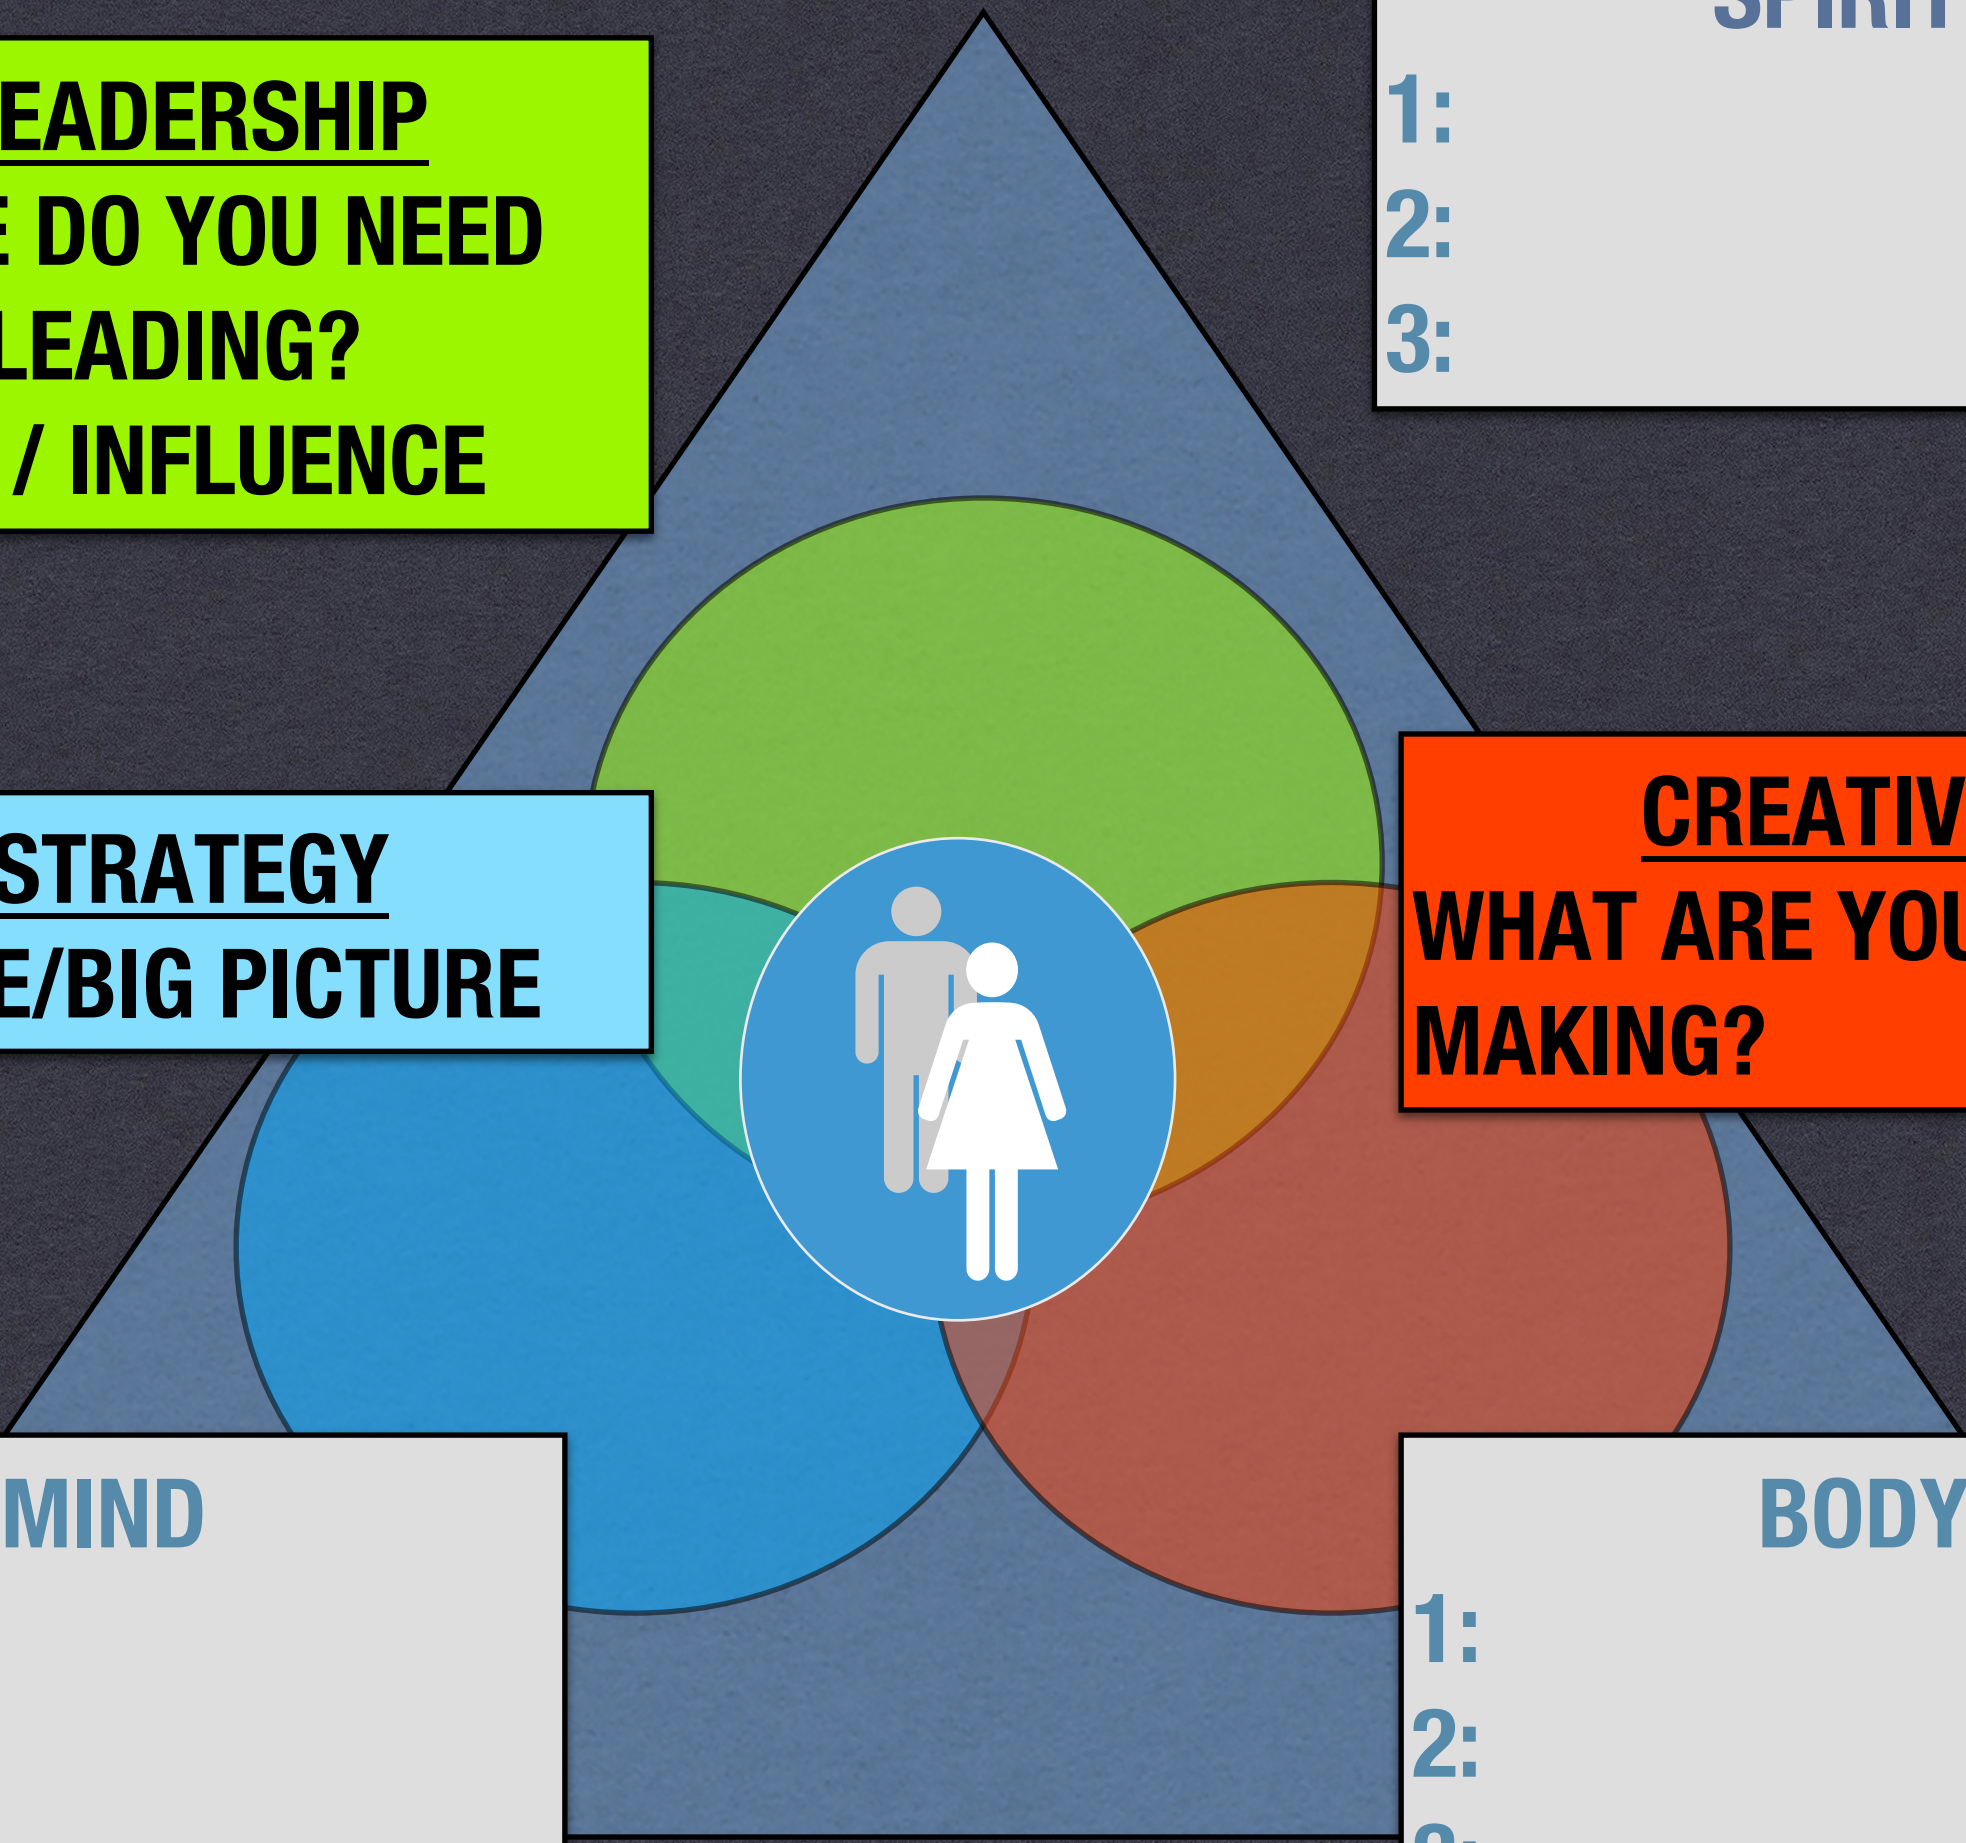 SPIRIT
1:
2:
3:
EADERSHIP
E DO YOU NEED
LEADING?
/ INFLUENCE
STRATEGY
E/BIG PICTURE
CREATIV
WHAT ARE YOU
MAKING?
MIND
BODY
1:
2: